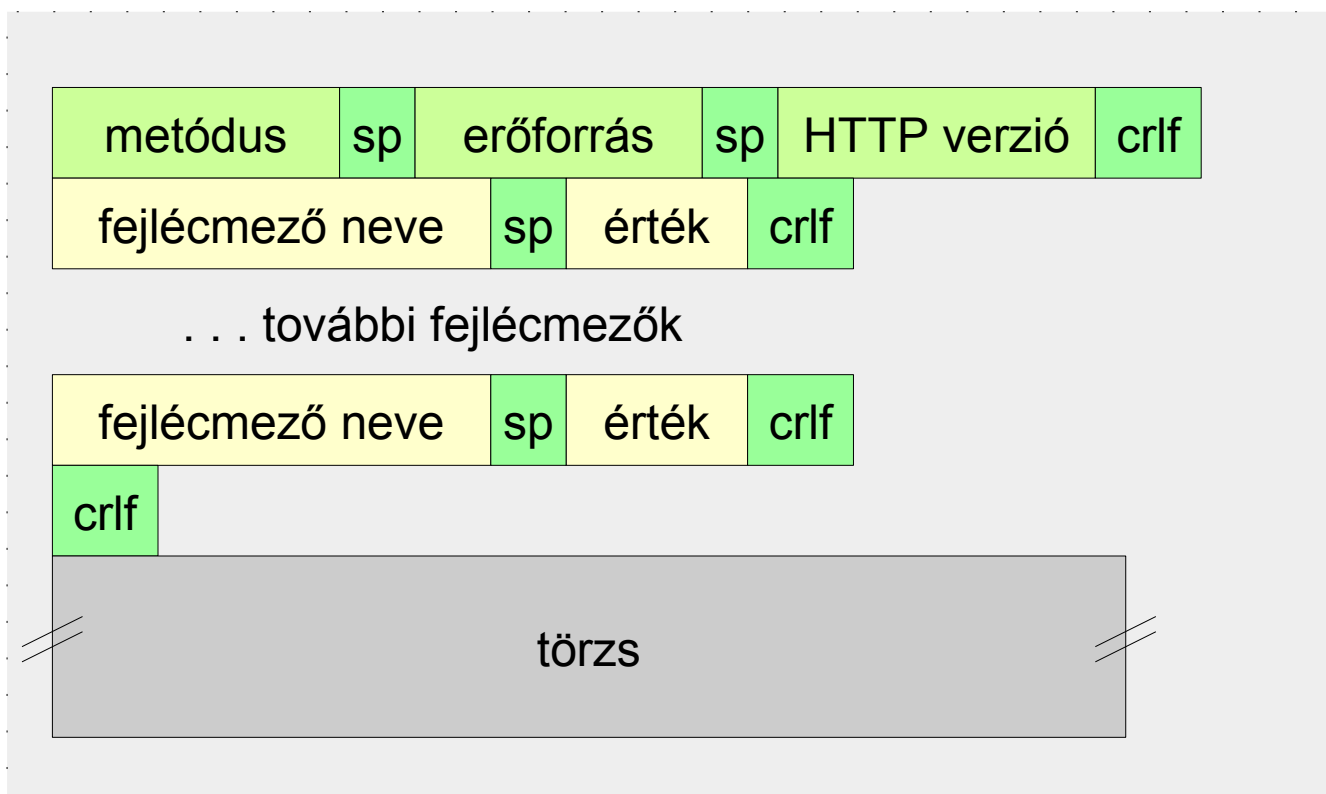 metódus sp erőforrás sp HTTP verzió crlf
fejlécmező neve sp érték crlf
. . . további fejlécmezők
fejlécmező neve sp érték crlf
crlf
törzs